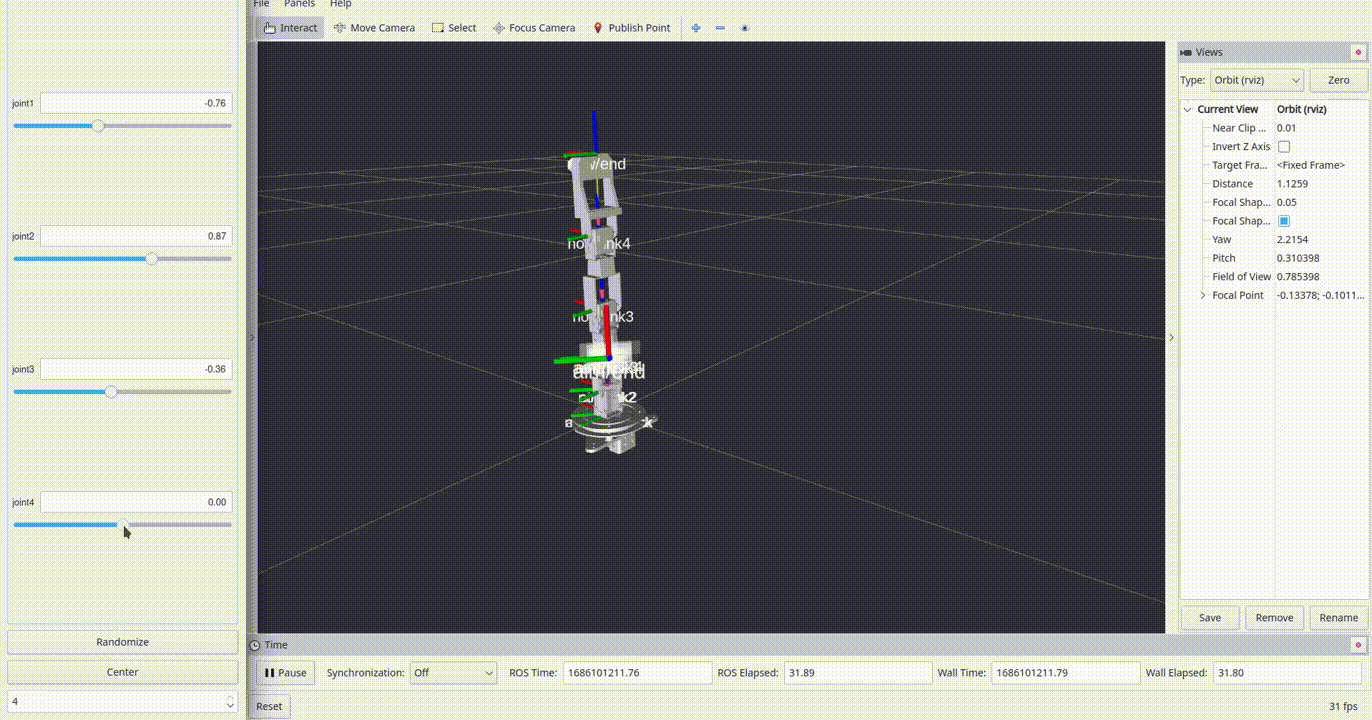 File Panels Help
Interact Move Camera Select Focus Camera Publish Point
joint1 -0.76
joint2 0.87
joint3 -0.36
joint4 0.00
Randomize
Center
4
nk4
nk3
k2
Views
Type: Orbit (rviz) Zero
Current View Orbit (rviz)
Near Clip ... 0.01
Invert Z Axis
Target Fra... <Fixed Frame>
Distance 1.1259
Focal Shap... 0.05
Focal Shap...
Yaw 2.2154
Pitch 0.310398
Field of View 0.785398
Focal Point -0.13378; -0.1011...
Save Remove Rename
Time
Pause Synchronization: Off ROS Time: 1686101211.76 ROS Elapsed: 31.89 Wall Time: 1686101211.79 Wall Elapsed: 31.80
Reset 31 fps